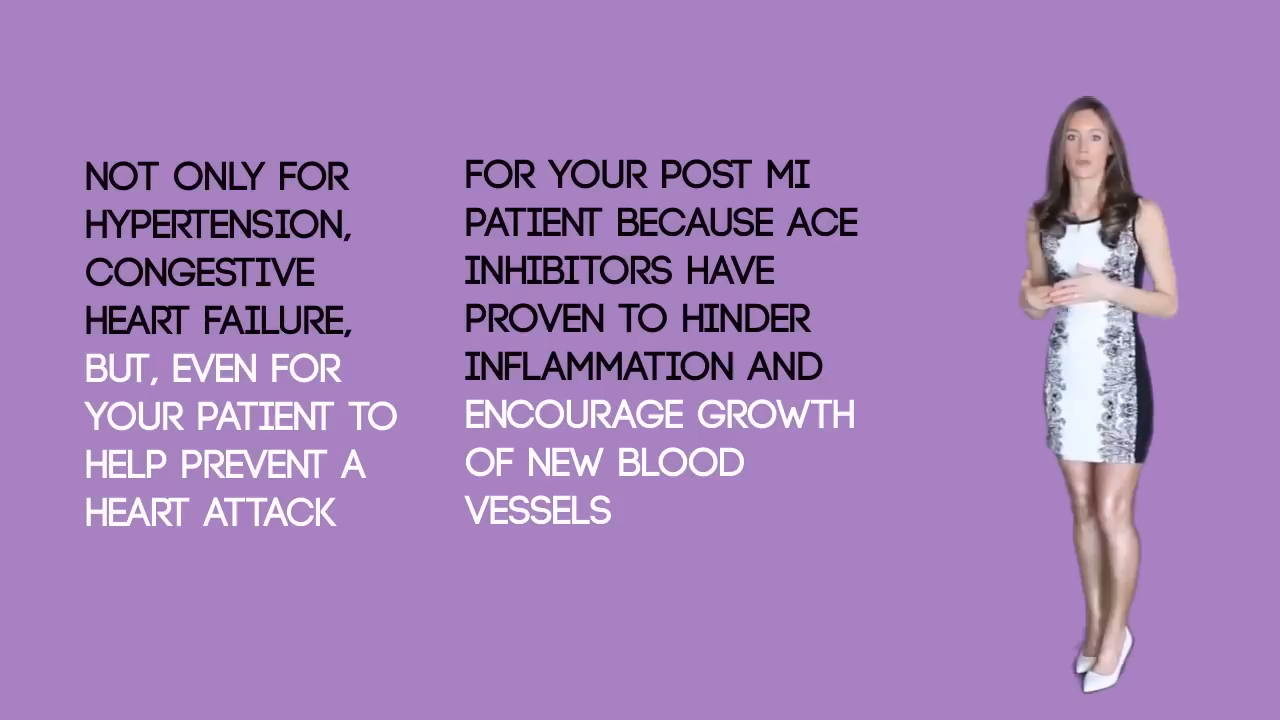 NOT ONLY FOR
HYPERTENSION,
CONGESTIVE
HEART FAILURE,
BUT, EVEN FOR
YOUR PATIENT TO
HELP PREVENT A
HEART ATTACK
FOR YOUR POST MI
PATIENT BECAUSE ACE
INHIBITORS HAVE
PROVEN TO HINDER
INFLAMMATION AND
ENCOURAGE GROWTH
OF NEW BLOOD
VESSELS